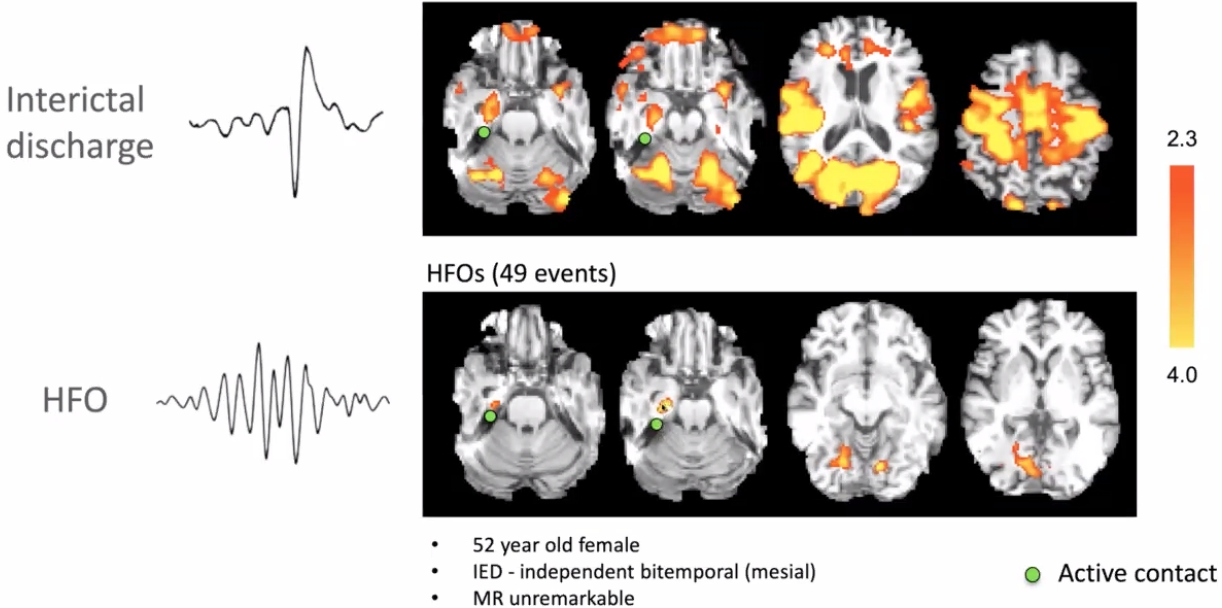 Interictal
discharge
2.3
HFOs (49 events)
HFO
4.0
• 52 year old female
• IED - independent bitemporal (mesial)
• MR unremarkable
Active contact